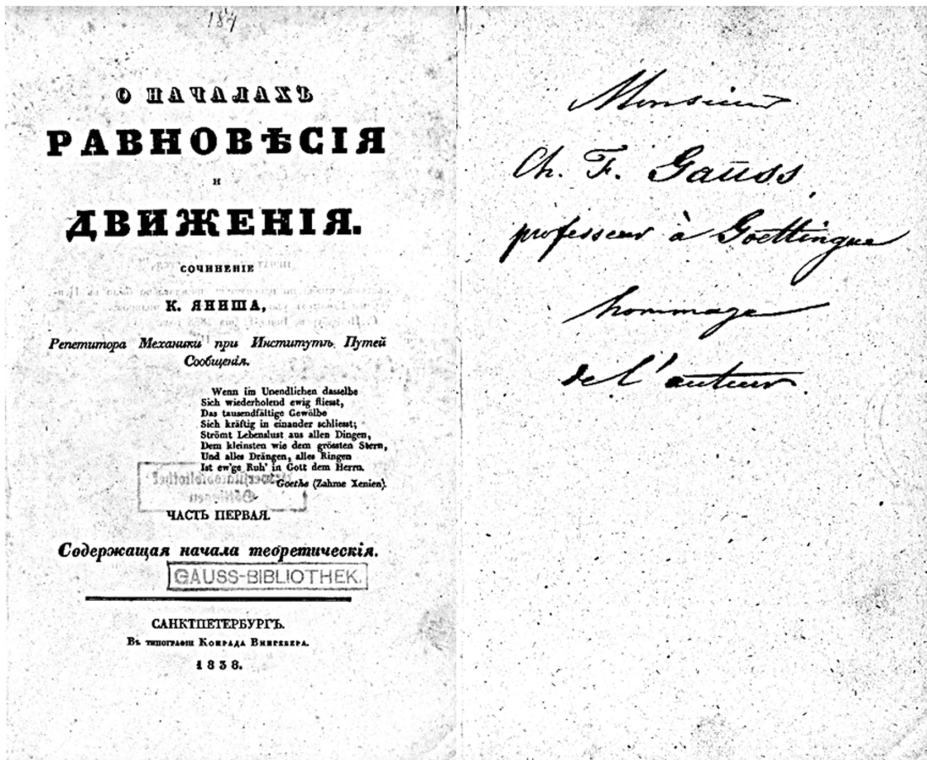 187
О НАЧАЛАХЪ
РАВНОВѢСІЯ
И
ДВИЖЕНІЯ.
СОЧИНЕНІЕ
К. ЯНИША,
Репетитора Механики при Институтѣ Путей
Сообщенія.
Wenn im Unendlichen dasselbe
Sich wiederholend ewig fliesst,
Das tausendfältige Gewölbe
Sich kräftig in einander schliesst;
Strömt Lebenslust aus allen Dingen,
Dem kleinsten wie dem grössten Stern,
Und alles Drängen, alles Ringen
Ist ew'ge Ruh' in Gott dem Herrn.
Goethe (Zahme Xenien).
ЧАСТЬ ПЕРВАЯ.
Содержащая начала теоретическія.
GAUSS-BIBLIOTHEK.
САНКТПЕТЕРБУРГЪ.
Въ типографіи Конрада Вингебера.
1838.
Monsieur
Ch. F. Gauss,
professeur à Goettingue
hommage
de l'auteur